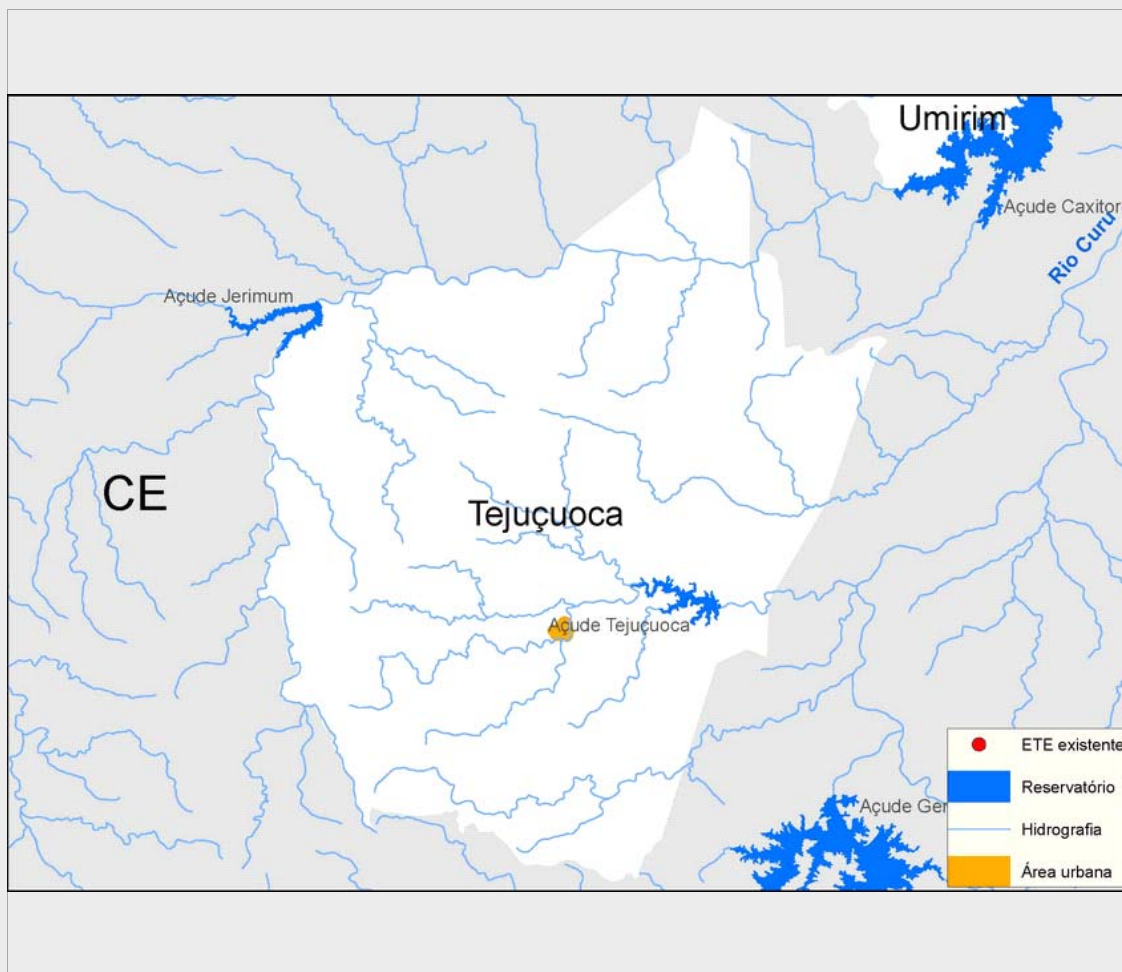 Umirim
Açude Caxitor
Rio Curu
Açude Jerimum
CE
Tejuçuoca
Açude Tejuçuoca
Açude Ger
ETE existente
Reservatório
Hidrografia
Área urbana